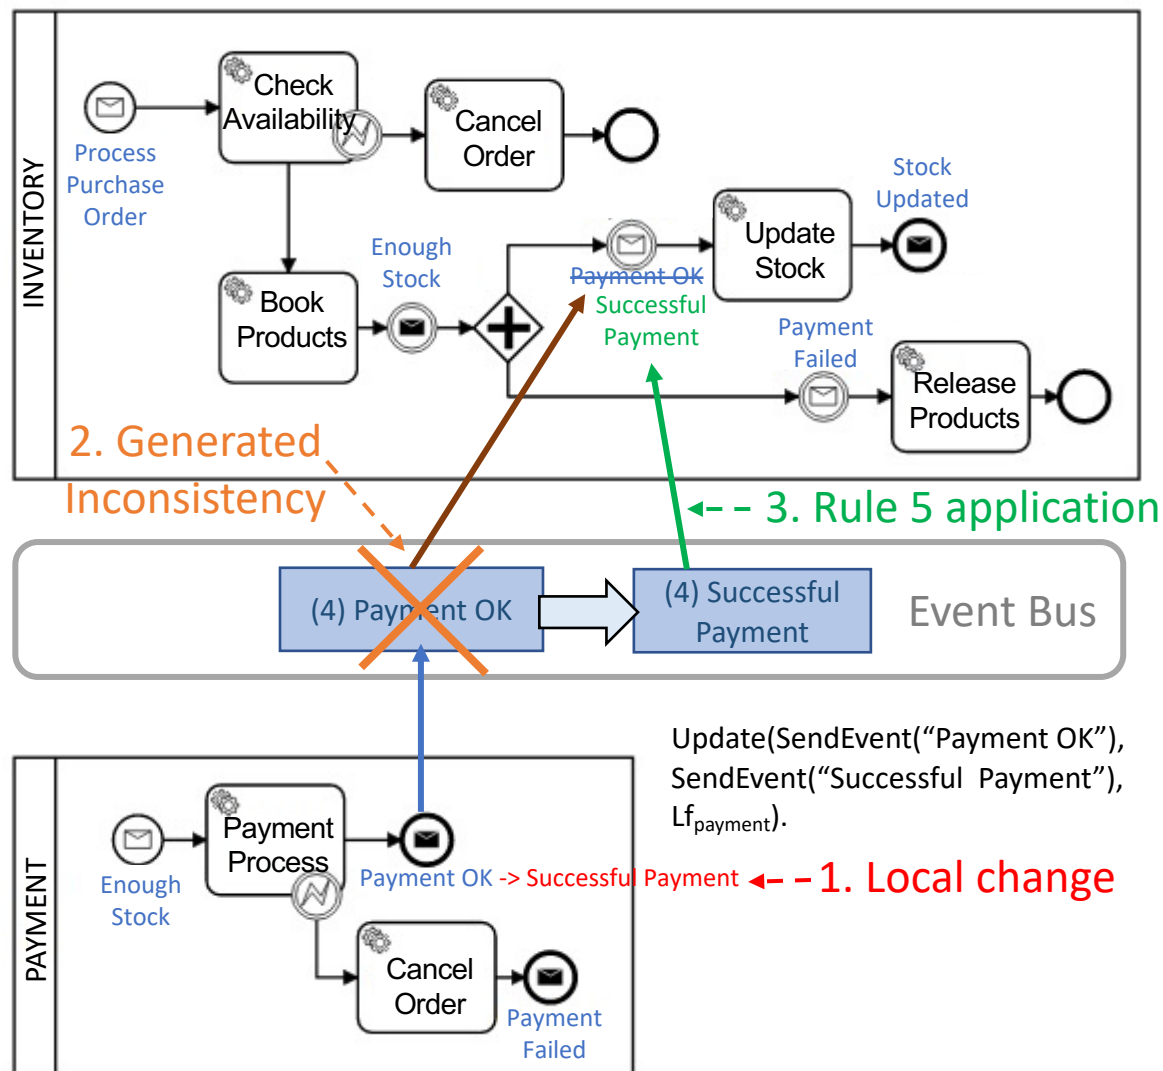 INVENTORY
Check
Availability
Process
Purchase
Order
Cancel
Order
Book
Products
Enough
Stock
Payment OK
Successful
Payment
Update
Stock
Stock
Updated
Payment
Failed
Release
Products
2. Generated
Inconsistency
3. Rule 5 application
(4) Payment OK
(4) Successful
Payment
Event Bus
Update(SendEvent(“Payment OK”),
SendEvent(“Successful Payment”),
Lfpayment).
PAYMENT
Enough
Stock
Payment
Process
Payment OK -> Successful Payment
1. Local change
Cancel
Order
Payment
Failed